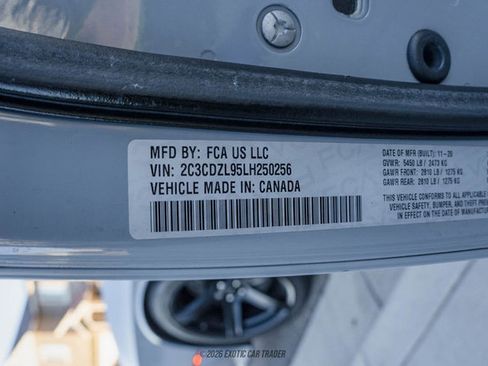 MFD BY: FCA US LLC
VIN: 2C3CDZL95LH250256
VEHICLE MADE IN: CANADA
DATE OF MFR (BUILT): 11-20
GVWR: 5450 LB / 2473 KG
GAWR FRONT: 2810 LB / 1275 KG
GAWR REAR: 2810 LB / 1275 KG
THIS VEHICLE CONFORMS TO ALL APPLICABLE
VEHICLE SAFETY, BUMPER, AND THEFT
IN EFFECT ON THE DATE OF MANUFACTURE
© 2026 EXOTIC CAR TRADER